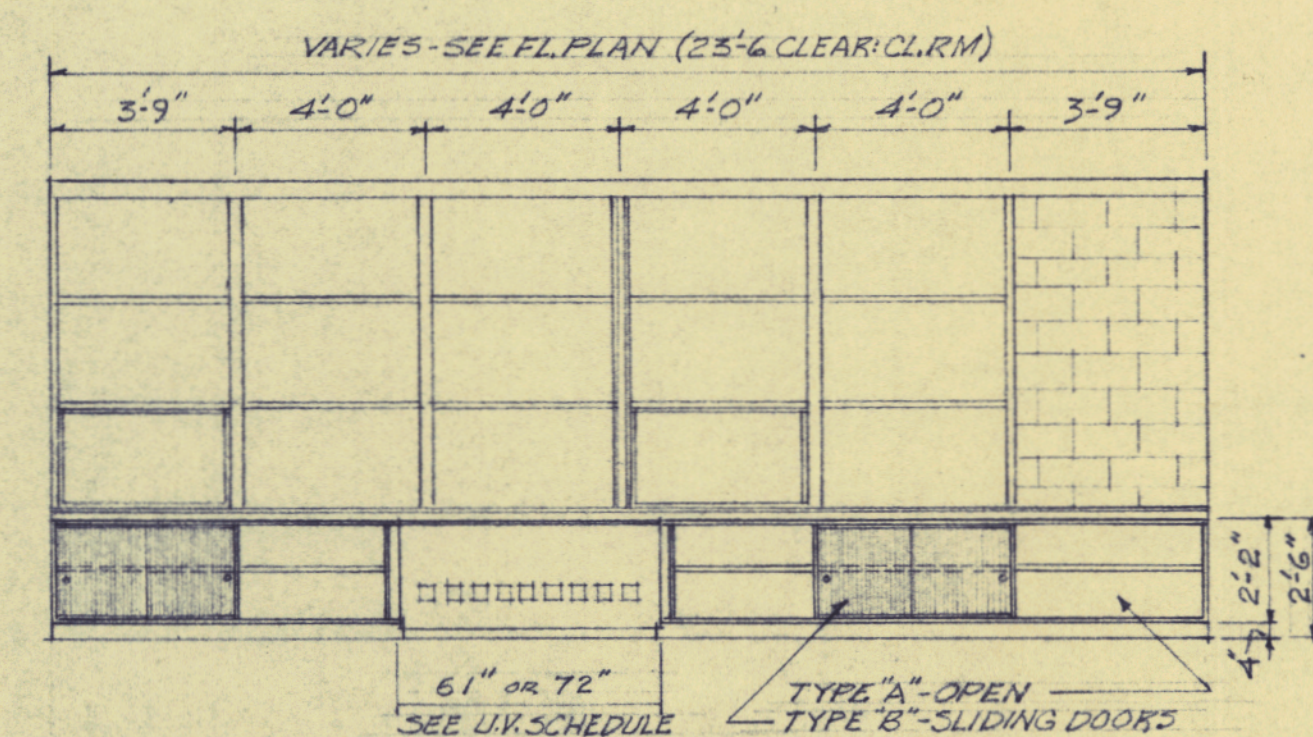 VARIES - SEE FL. PLAN (23'-6 CLEAR: CL. RM)
3'-9" 4'-0" 4'-0" 4'-0" 4'-0" 3'-9"
2'-2"
2'-6"
4"
61" OR 72"
SEE U.V. SCHEDULE
TYPE "A" - OPEN
TYPE "B" - SLIDING DOORS